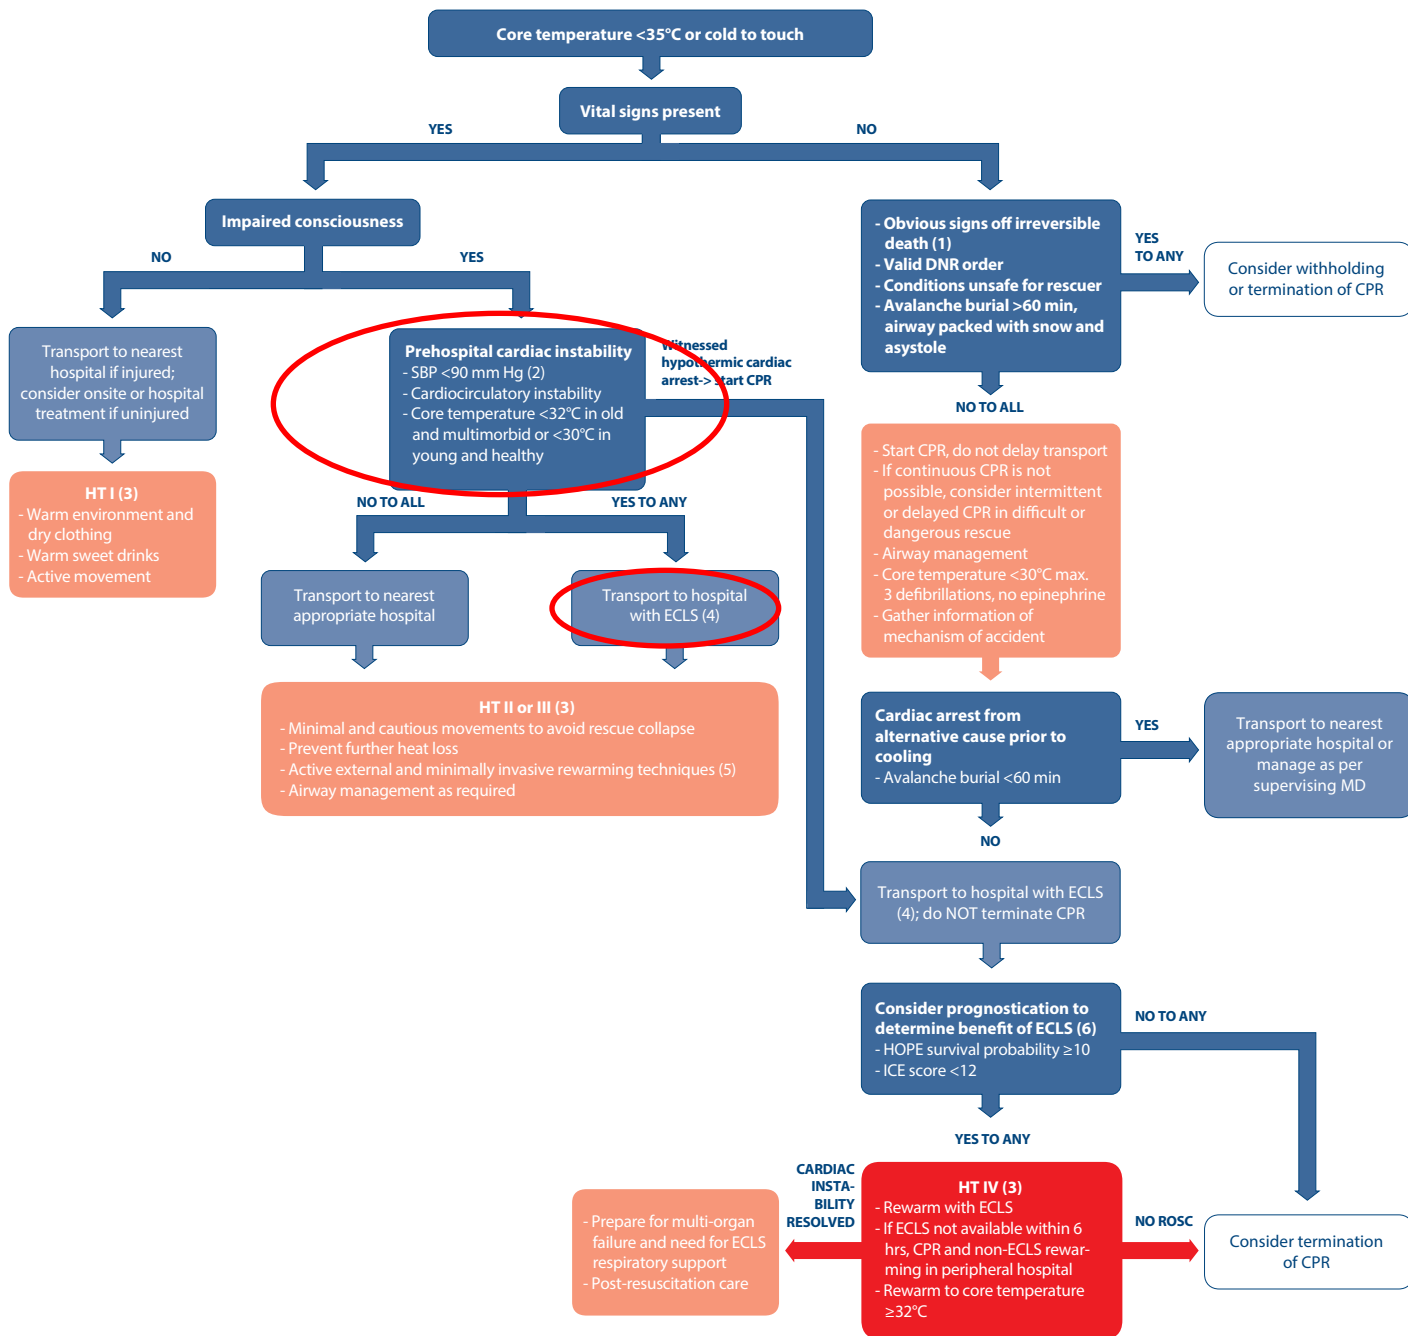 Core temperature <35°C or cold to touch
Vital signs present
YES
NO
Impaired consciousness
NO
YES
- Obvious signs off irreversible
death (1)
- Valid DNR order
- Conditions unsafe for rescuer
- Avalanche burial >60 min,
airway packed with snow and
asystole
YES
TO ANY
Consider withholding
or termination of CPR
Transport to nearest
hospital if injured;
consider onsite or hospital
treatment if uninjured
Prehospital cardiac instability
- SBP <90 mm Hg (2)
- Cardiocirculatory instability
- Core temperature <32°C in old
and multimorbid or <30°C in
young and healthy
Witnessed
hypothermic cardiac
arrest-> start CPR
NO TO ALL
HT I (3)
- Warm environment and
dry clothing
- Warm sweet drinks
- Active movement
NO TO ALL
YES TO ANY
- Start CPR, do not delay transport
- If continuous CPR is not
possible, consider intermittent
or delayed CPR in difficult or
dangerous rescue
- Airway management
- Core temperature <30°C max.
3 defibrillations, no epinephrine
- Gather information of
mechanism of accident
Transport to nearest
appropriate hospital
Transport to hospital
with ECLS (4)
HT II or III (3)
- Minimal and cautious movements to avoid rescue collapse
- Prevent further heat loss
- Active external and minimally invasive rewarming techniques (5)
- Airway management as required
Cardiac arrest from
alternative cause prior to
cooling
- Avalanche burial <60 min
YES
Transport to nearest
appropriate hospital or
manage as per
supervising MD
NO
Transport to hospital with ECLS
(4); do NOT terminate CPR
Consider prognostication to
determine benefit of ECLS (6)
- HOPE survival probability ≥10
- ICE score <12
NO TO ANY
YES TO ANY
CARDIAC
INSTA-
BILITY
RESOLVED
HT IV (3)
- Rewarm with ECLS
- If ECLS not available within 6
hrs, CPR and non-ECLS rewar-
ming in peripheral hospital
- Rewarm to core temperature
≥32°C
NO ROSC
- Prepare for multi-organ
failure and need for ECLS
respiratory support
- Post-resuscitation care
Consider termination
of CPR